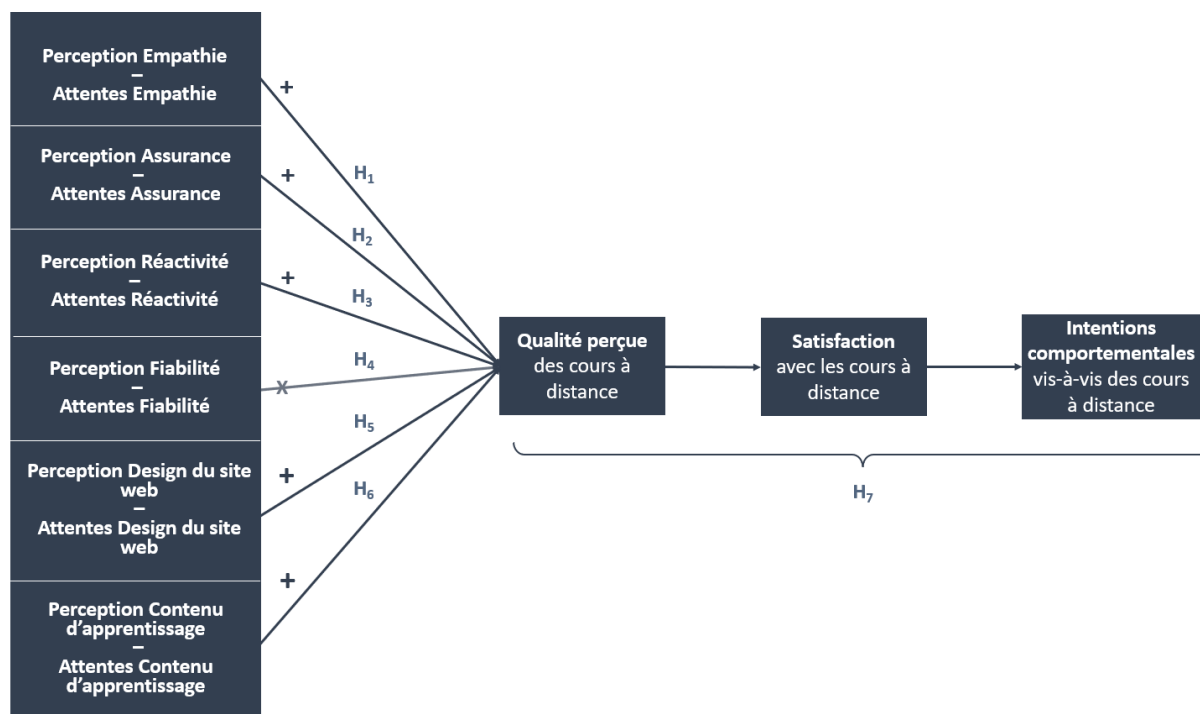 Perception Empathie
–
Attentes Empathie
Perception Assurance
–
Attentes Assurance
Perception Réactivité
–
Attentes Réactivité
Perception Fiabilité
–
Attentes Fiabilité
Perception Design du site
web
–
Attentes Design du site
web
Perception Contenu
d’apprentissage
–
Attentes Contenu
d’apprentissage
+
+
+
x
+
+
H₁
H₂
H₃
H₄
H₅
H₆
Qualité perçue
des cours à
distance
Satisfaction
avec les cours à
distance
Intentions
comportementales
vis-à-vis des cours
à distance
H₇